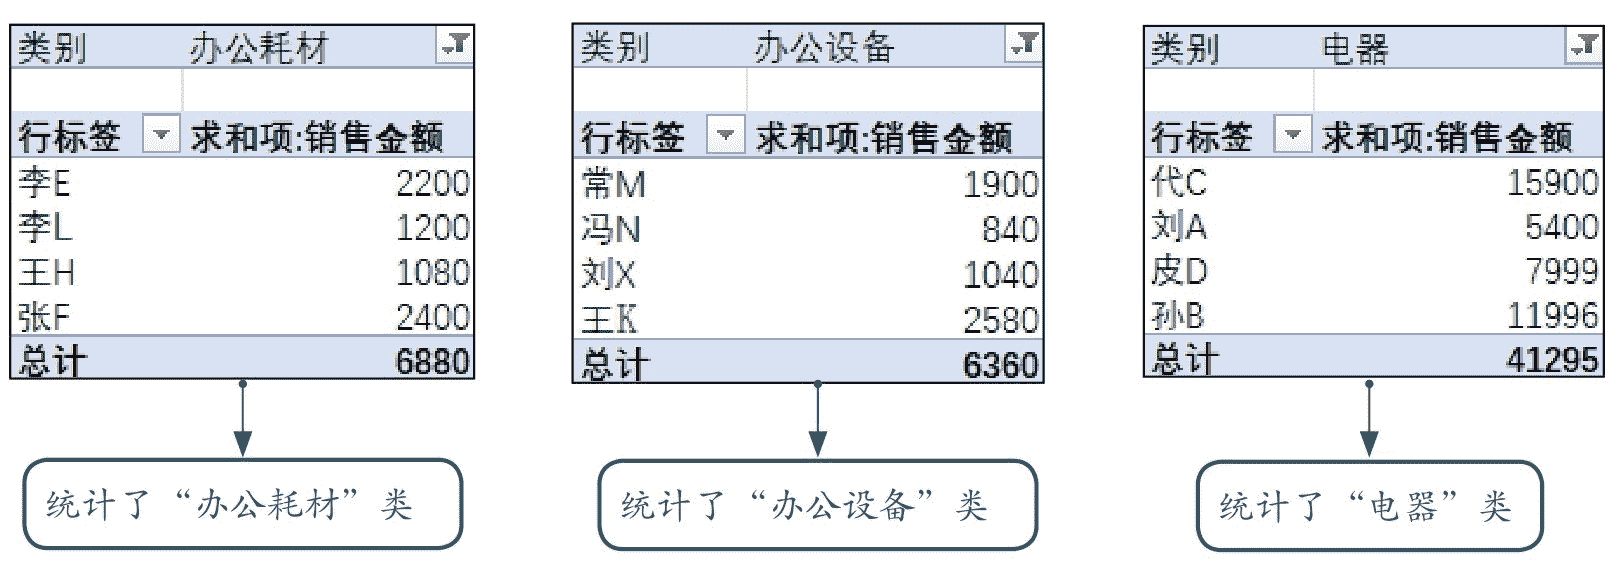 类别 办公耗材
行标签 求和项:销售金额
李E 2200
李L 1200
王H 1080
张F 2400
总计 6880
统计了“办公耗材”类
类别 办公设备
行标签 求和项:销售金额
常M 1900
冯N 840
刘X 1040
王K 2580
总计 6360
统计了“办公设备”类
类别 电器
行标签 求和项:销售金额
代C 15900
刘A 5400
皮D 7999
孙B 11996
总计 41295
统计了“电器”类